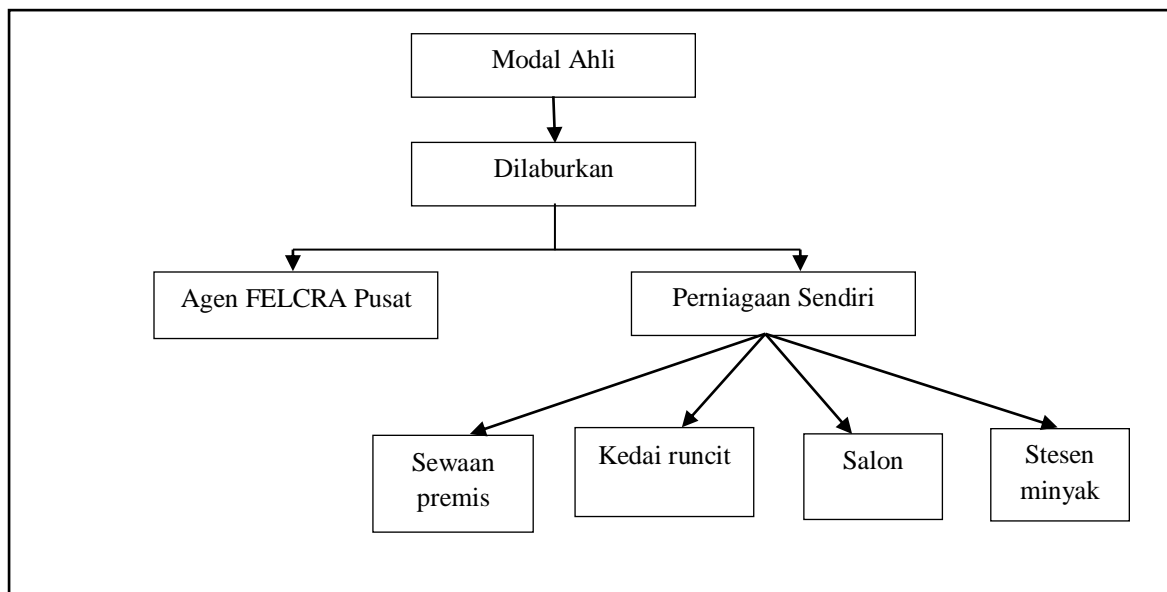 Modal Ahli
Dilaburkan
Agen FELCRA Pusat
Perniagaan Sendiri
Sewaan
premis
Kedai runcit
Salon
Stesen
minyak